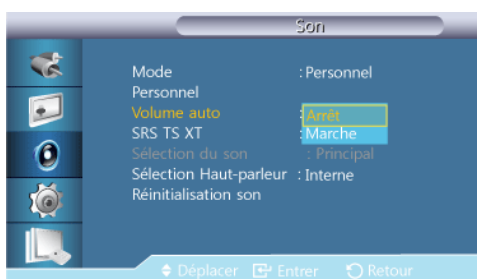 Son
Mode : Personnel
Personnel
Volume auto : Arrêt
SRS TS XT : Marche
Sélection du son : Principal
Sélection Haut-parleur : Interne
Réinitialisation son
Déplacer Entrer Retour